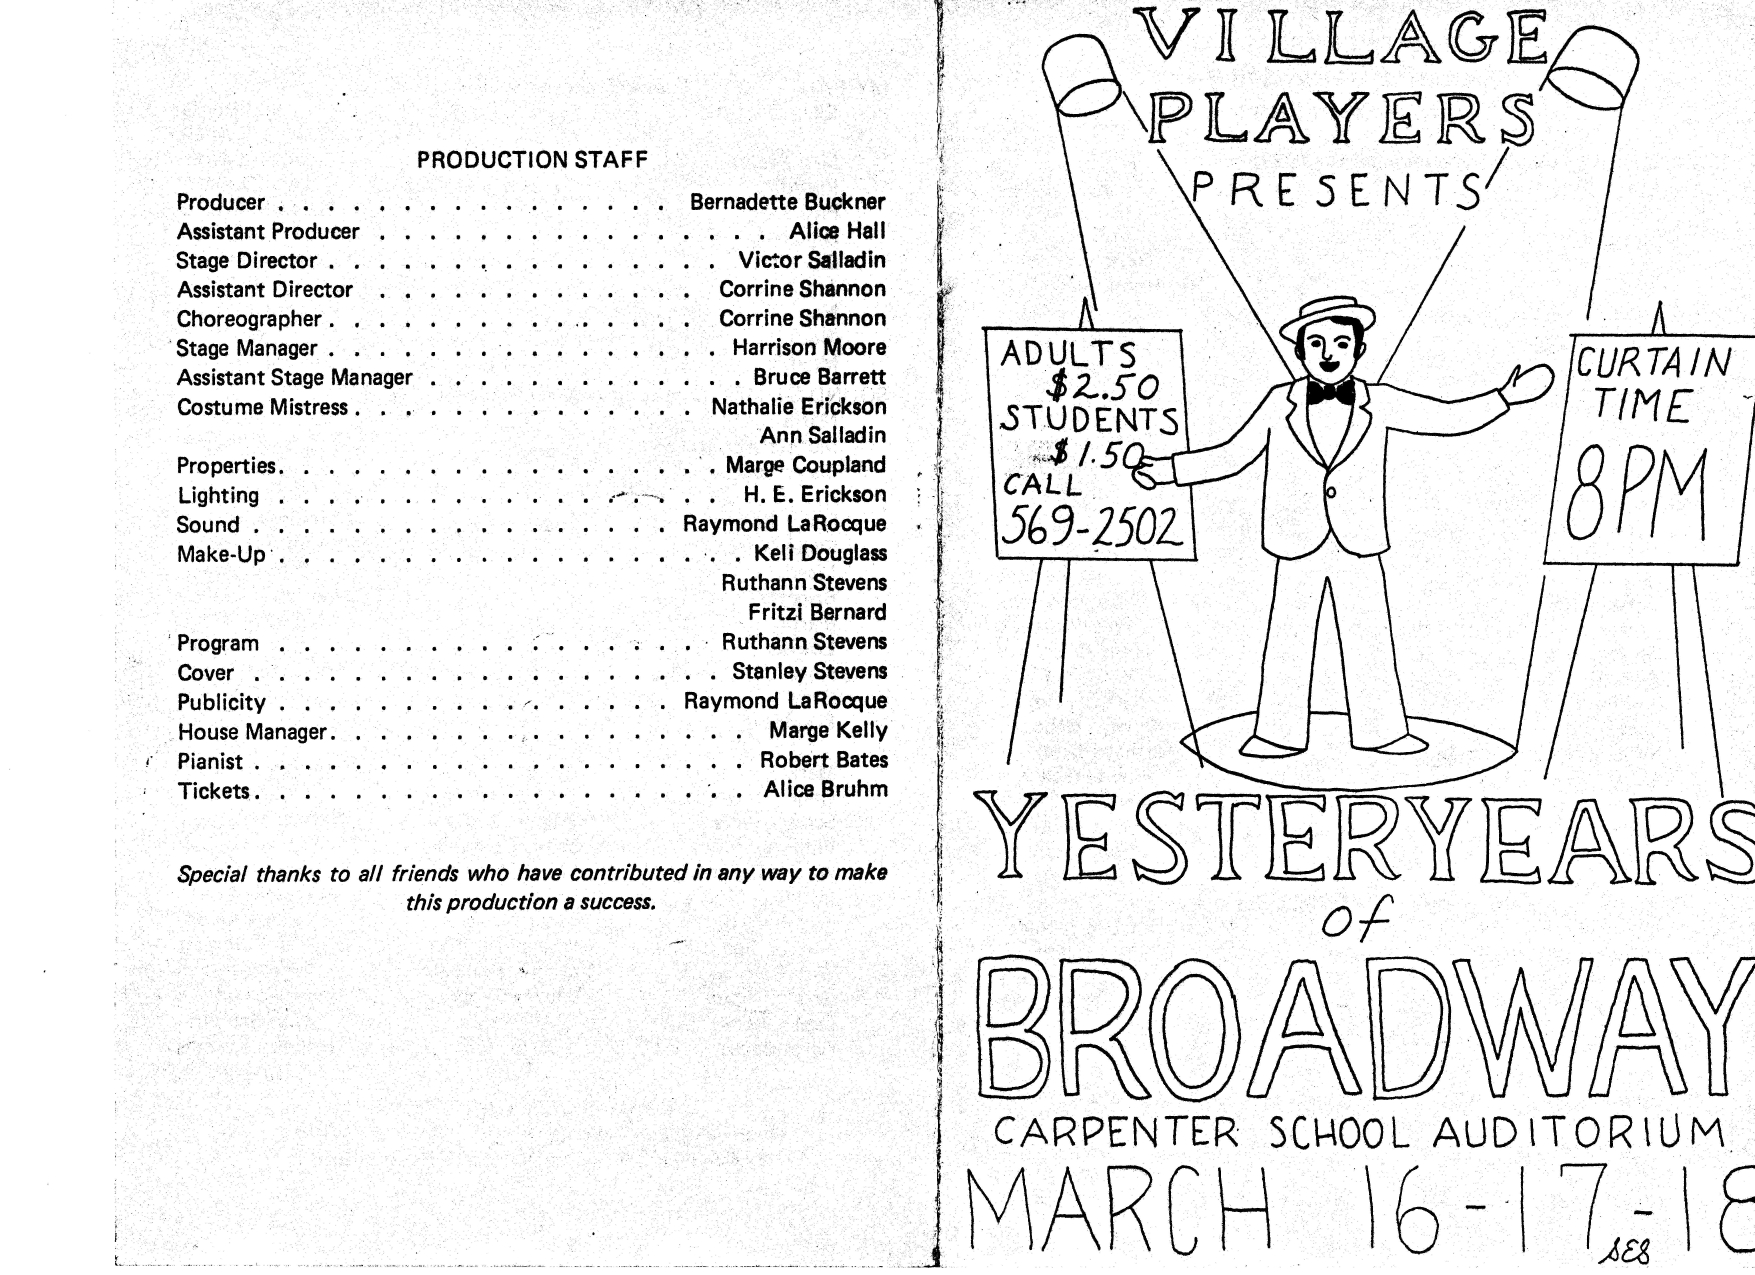 PRODUCTION STAFF
Producer . . . . . . . . . . . . . . . . Bernadette Buckner
Assistant Producer . . . . . . . . . . . . . . . . Alice Hall
Stage Director . . . . . . . . . . . . . . . . Victor Salladin
Assistant Director . . . . . . . . . . . . . Corrine Shannon
Choreographer . . . . . . . . . . . . . . . Corrine Shannon
Stage Manager . . . . . . . . . . . . . . . . Harrison Moore
Assistant Stage Manager . . . . . . . . . . . . . Bruce Barrett
Costume Mistress . . . . . . . . . . . . . . Nathalie Erickson
Ann Salladin
Properties . . . . . . . . . . . . . . . . . . Marge Coupland
Lighting . . . . . . . . . . . . . . . . . . H. E. Erickson
Sound . . . . . . . . . . . . . . . . . Raymond LaRocque
Make-Up . . . . . . . . . . . . . . . . . . . Keli Douglass
Ruthann Stevens
Fritzi Bernard
Program . . . . . . . . . . . . . . . . . Ruthann Stevens
Cover . . . . . . . . . . . . . . . . . . . Stanley Stevens
Publicity . . . . . . . . . . . . . . . . Raymond LaRocque
House Manager . . . . . . . . . . . . . . . . . Marge Kelly
Pianist . . . . . . . . . . . . . . . . . . . . Robert Bates
Tickets . . . . . . . . . . . . . . . . . . . . Alice Bruhm
Special thanks to all friends who have contributed in any way to make
this production a success.
VILLAGE
PLAYERS
PRESENTS
ADULTS
$2.50
STUDENTS
$1.50
CALL
569-2502
CURTAIN
TIME
8PM
YESTERYEARS
of
BROADWAY
CARPENTER SCHOOL AUDITORIUM
MARCH 16-17-18
SES